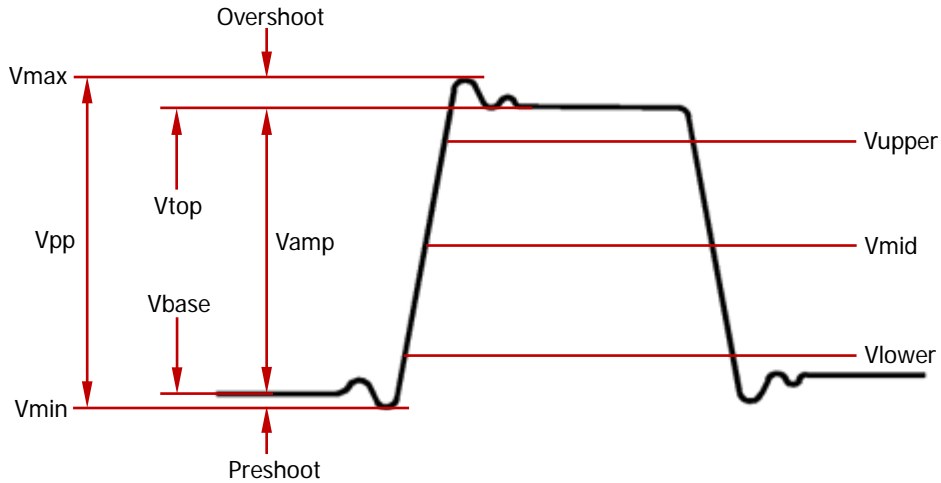 Overshoot
Vmax
Vupper
Vtop
Vpp
Vamp
Vmid
Vbase
Vlower
Vmin
Preshoot